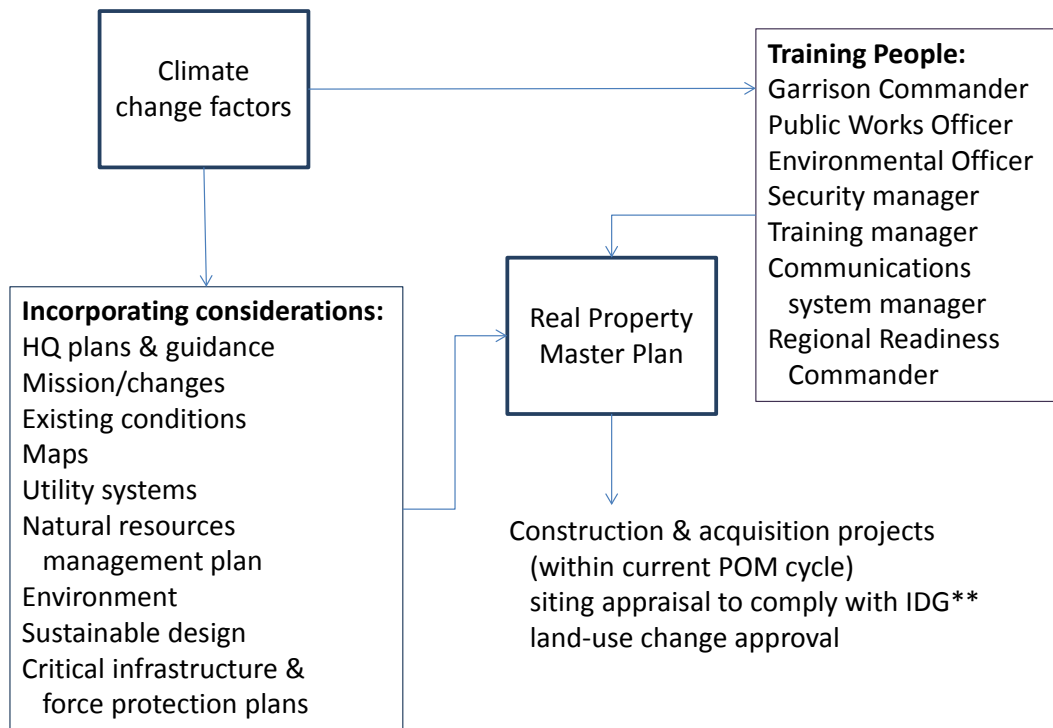 Climate
change factors
Training People:
Garrison Commander
Public Works Officer
Environmental Officer
Security manager
Training manager
Communications
system manager
Regional Readiness
Commander
Incorporating considerations:
HQ plans & guidance
Mission/changes
Existing conditions
Maps
Utility systems
Natural resources
management plan
Environment
Sustainable design
Critical infrastructure &
force protection plans
Real Property
Master Plan
Construction & acquisition projects
(within current POM cycle)
siting appraisal to comply with IDG**
land-use change approval